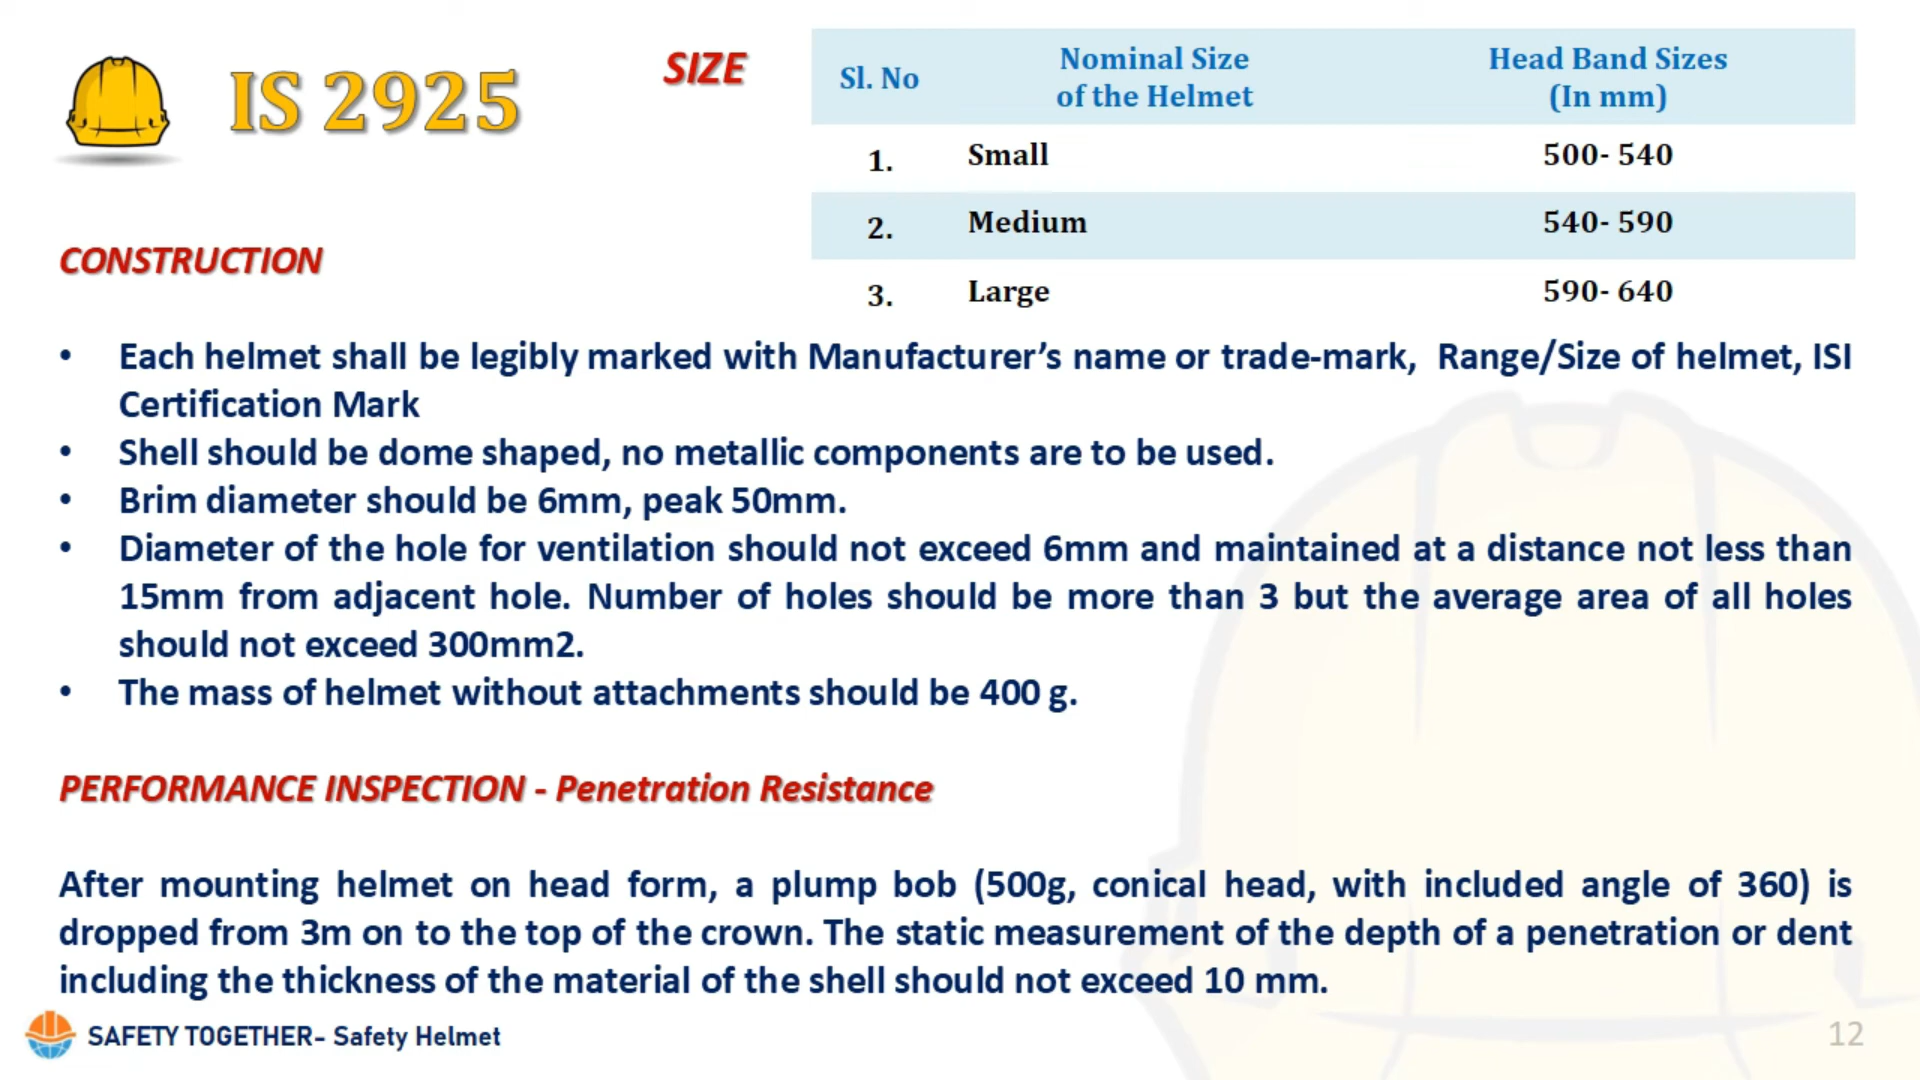 IS 2925
SIZE
Sl. No
Nominal Size
of the Helmet
Head Band Sizes
(In mm)
1. Small 500- 540
2. Medium 540- 590
3. Large 590- 640
CONSTRUCTION
• Each helmet shall be legibly marked with Manufacturer’s name or trade-mark, Range/Size of helmet, ISI
Certification Mark
• Shell should be dome shaped, no metallic components are to be used.
• Brim diameter should be 6mm, peak 50mm.
• Diameter of the hole for ventilation should not exceed 6mm and maintained at a distance not less than
15mm from adjacent hole. Number of holes should be more than 3 but the average area of all holes
should not exceed 300mm2.
• The mass of helmet without attachments should be 400 g.
PERFORMANCE INSPECTION - Penetration Resistance
After mounting helmet on head form, a plump bob (500g, conical head, with included angle of 360) is
dropped from 3m on to the top of the crown. The static measurement of the depth of a penetration or dent
including the thickness of the material of the shell should not exceed 10 mm.
SAFETY TOGETHER- Safety Helmet
12